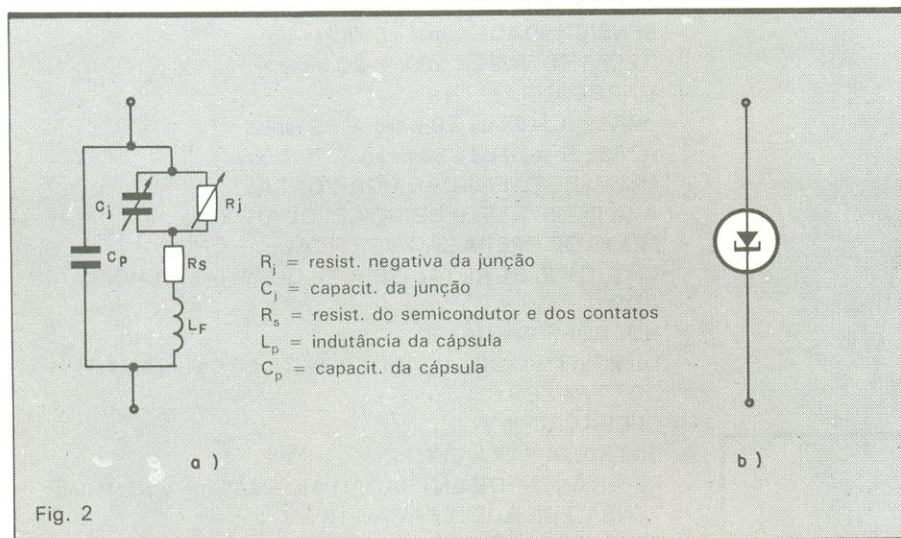 Cj
Rj
Cp
Rs
LF
Rj = resist. negativa da junção
Cj = capacit. da junção
Rs = resist. do semicondutor e dos contatos
Lp = indutância da cápsula
Cp = capacit. da cápsula
a )
b )
Fig. 2